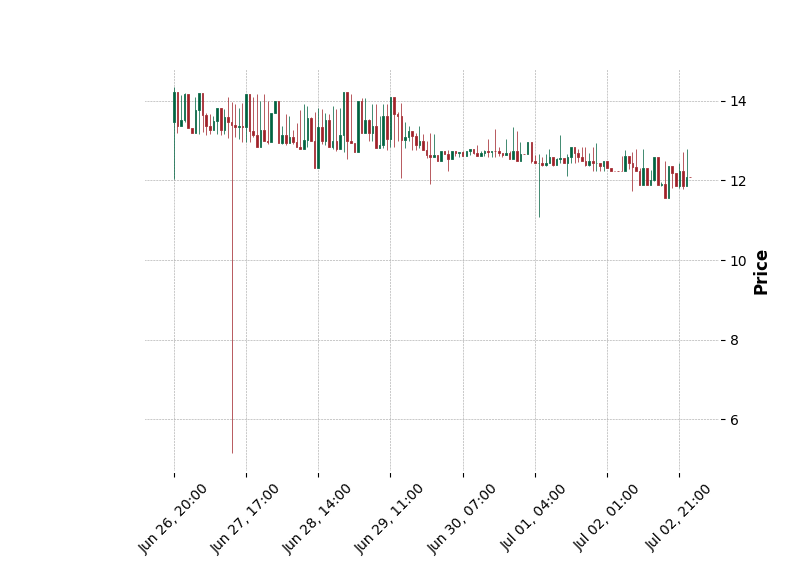 14
12
10
8
6
Price
Jun 26, 20:00
Jun 27, 17:00
Jun 28, 14:00
Jun 29, 11:00
Jun 30, 07:00
Jul 01, 04:00
Jul 02, 01:00
Jul 02, 21:00